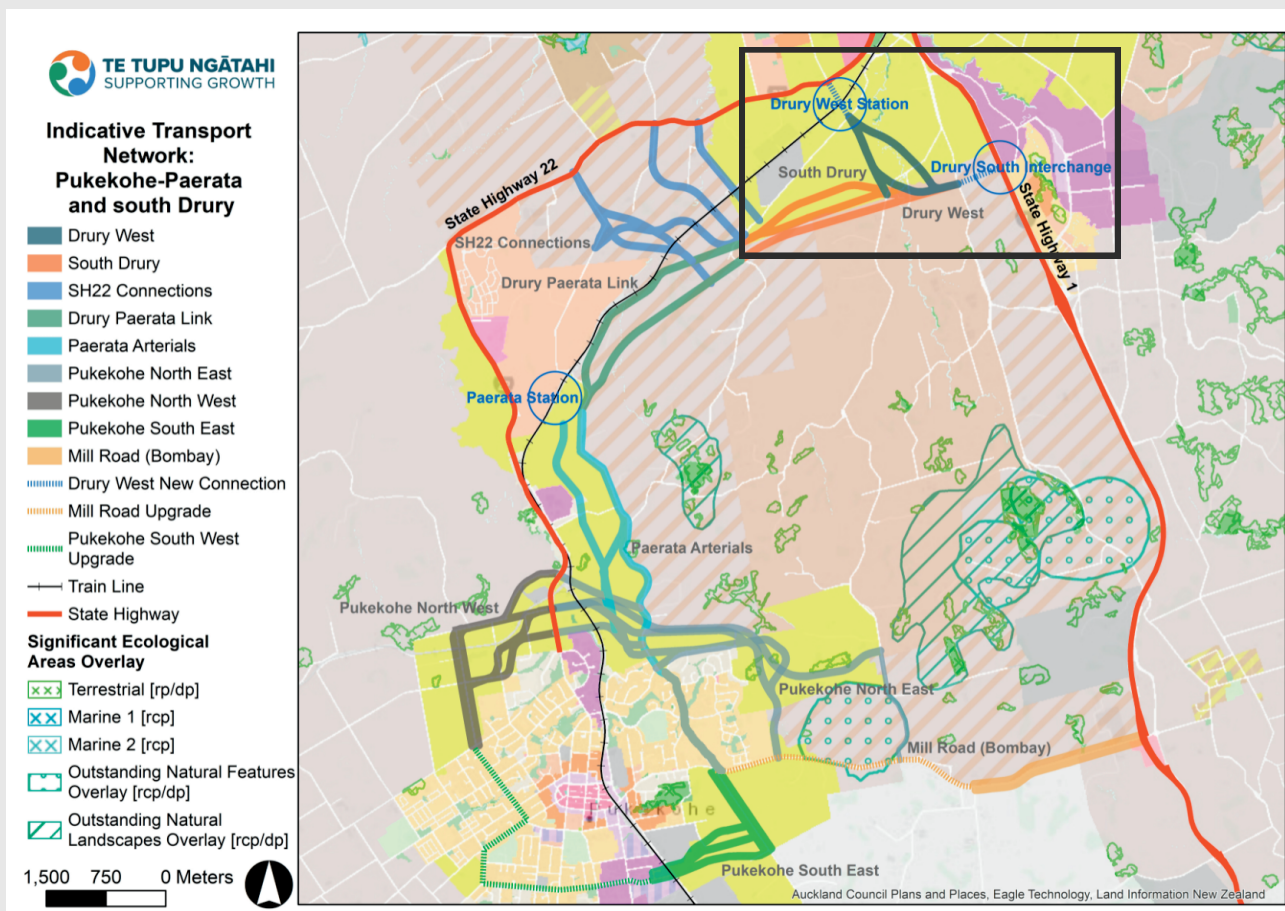 TE TUPU NGĀTAHI
SUPPORTING GROWTH
Indicative Transport
Network:
Pukekohe-Paerata
and south Drury
Drury West
South Drury
SH22 Connections
Drury Paerata Link
Paerata Arterials
Pukekohe North East
Pukekohe North West
Pukekohe South East
Mill Road (Bombay)
Drury West New Connection
Mill Road Upgrade
Pukekohe South West
Upgrade
Train Line
State Highway
Significant Ecological
Areas Overlay
Terrestrial [rp/dp]
Marine 1 [rcp]
Marine 2 [rcp]
Outstanding Natural Features
Overlay [rcp/dp]
Outstanding Natural
Landscapes Overlay [rcp/dp]
1,500 750 0 Meters
Drury West Station
South Drury
Drury South Interchange
State Highway 22
Drury West
State Highway 1
SH22 Connections
Drury Paerata Link
Paerata Station
Paerata Arterials
Pukekohe North West
Pukekohe North East
Mill Road (Bombay)
Pukekohe
Pukekohe South East
Auckland Council Plans and Places, Eagle Technology, Land Information New Zealand